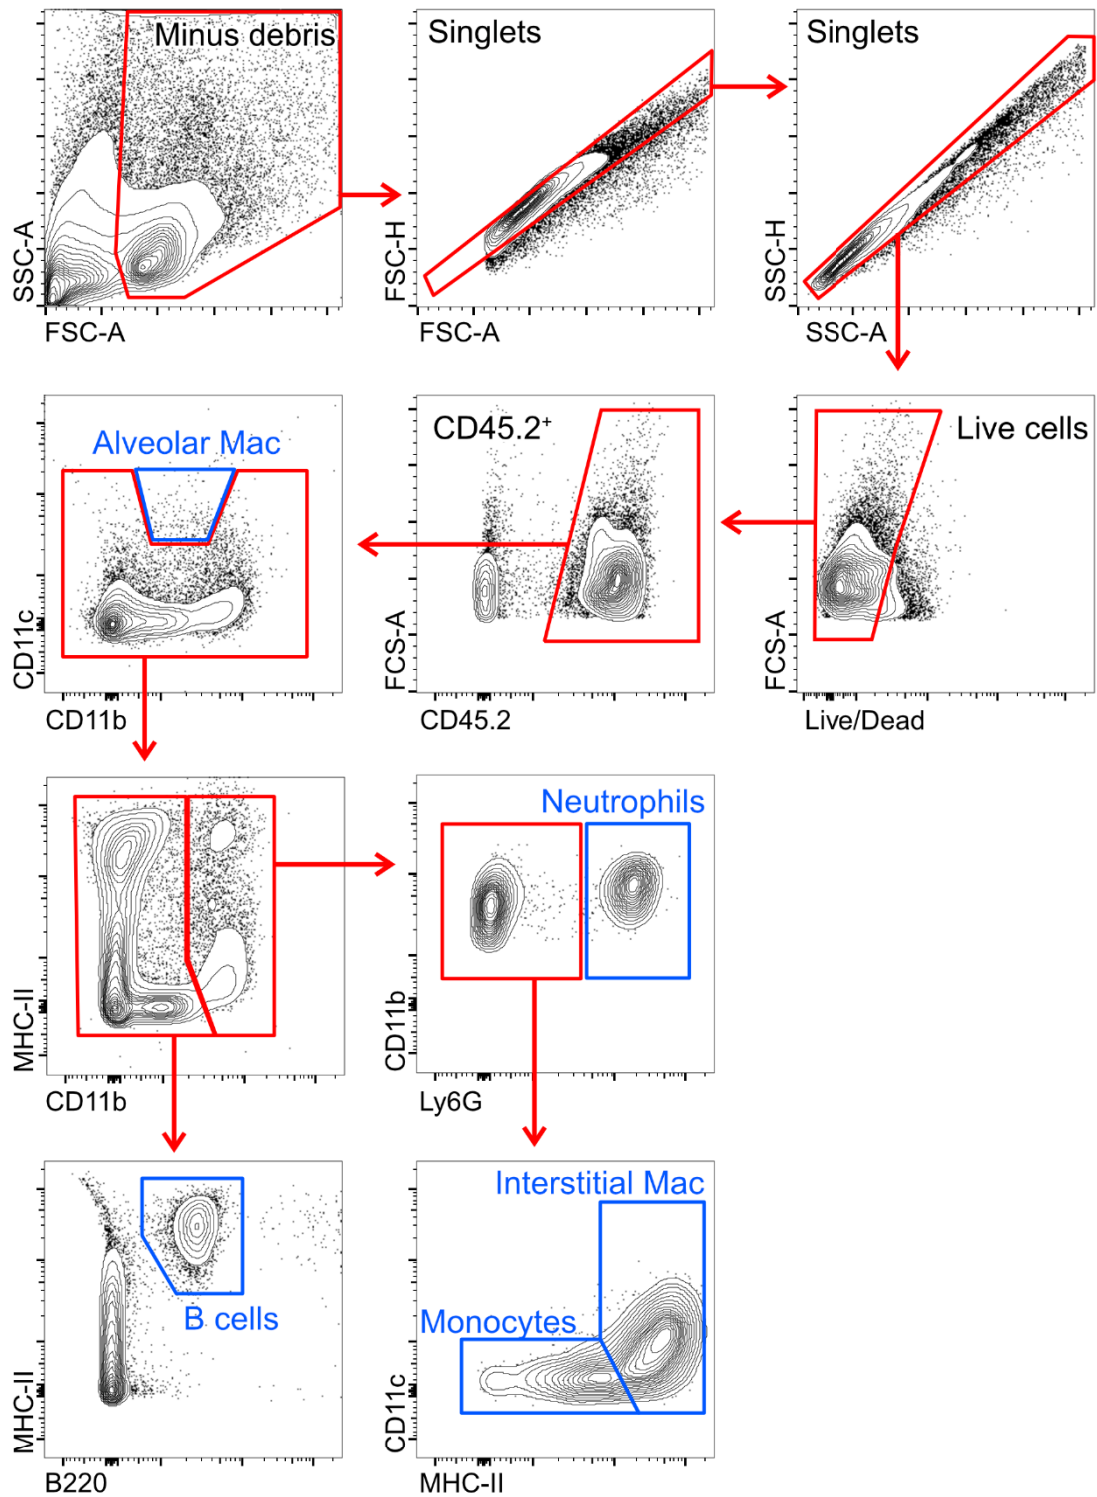 Minus debris
SSC-A
FSC-A
Singlets
FSC-H
FSC-A
Singlets
SSC-H
SSC-A
Alveolar Mac
CD11c
CD11b
CD45.2⁺
FCS-A
CD45.2
Live cells
FCS-A
Live/Dead
MHC-II
CD11b
Neutrophils
CD11b
Ly6G
B cells
MHC-II
B220
Interstitial Mac
Monocytes
CD11c
MHC-II